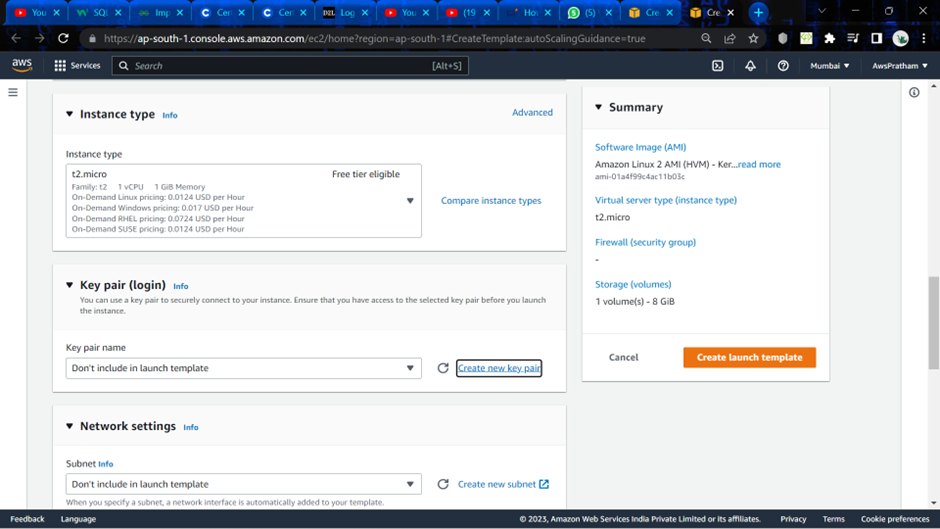 You
SQL
Imp
Cert
Cert
DXL Log
You
(19
Ho
(5)
Cre
Cre
https://ap-south-1.console.aws.amazon.com/ec2/home?region=ap-south-1#CreateTemplate:autoScalingGuidance=true
aws Services Search [Alt+S] Mumbai ▼ AwsPratham ▼
Instance type Info Advanced
Instance type
t2.micro Free tier eligible
Family: t2 1 vCPU 1 GiB Memory
On-Demand Linux pricing: 0.0124 USD per Hour
On-Demand Windows pricing: 0.017 USD per Hour
On-Demand RHEL pricing: 0.0724 USD per Hour
On-Demand SUSE pricing: 0.0124 USD per Hour
Compare instance types
Key pair (login) Info
You can use a key pair to securely connect to your instance. Ensure that you have access to the selected key pair before you launch
the instance.
Key pair name
Don't include in launch template
Create new key pair
Network settings Info
Subnet Info
Don't include in launch template
Create new subnet
When you specify a subnet, a network interface is automatically added to your template.
Summary
Software Image (AMI)
Amazon Linux 2 AMI (HVM) - Ker...read more
ami-01a4f99c4ac11b03c
Virtual server type (instance type)
t2.micro
Firewall (security group)
-
Storage (volumes)
1 volume(s) - 8 GiB
Cancel Create launch template
Feedback Language © 2023, Amazon Web Services India Private Limited or its affiliates. Privacy Terms Cookie preferences